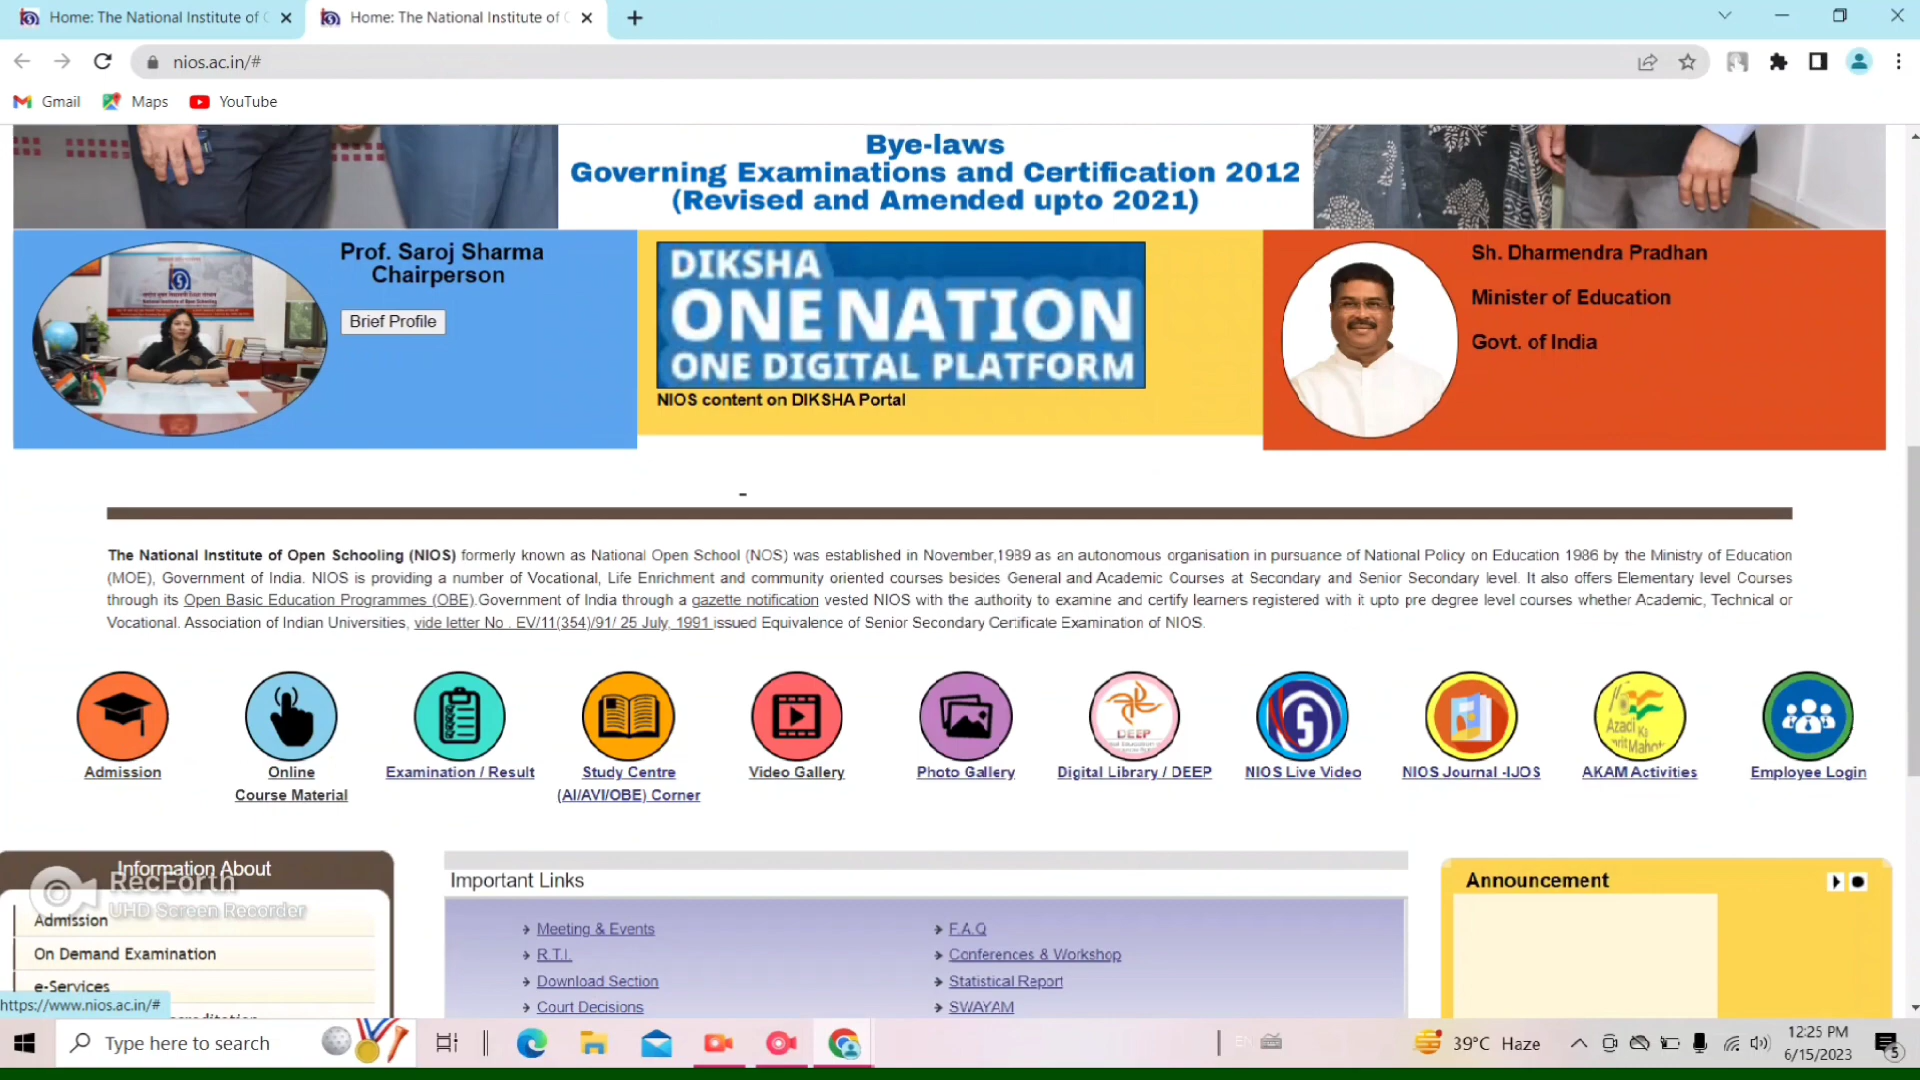 Home: The National Institute of
Home: The National Institute of
nios.ac.in/#
Gmail Maps YouTube
Bye-laws
Governing Examinations and Certification 2012
(Revised and Amended upto 2021)
Prof. Saroj Sharma
Chairperson
Brief Profile
DIKSHA
ONE NATION
ONE DIGITAL PLATFORM
NIOS content on DIKSHA Portal
Sh. Dharmendra Pradhan
Minister of Education
Govt. of India
-
The National Institute of Open Schooling (NIOS) formerly known as National Open School (NOS) was established in November,1989 as an autonomous organisation in pursuance of National Policy on Education 1986 by the Ministry of Education
(MOE), Government of India. NIOS is providing a number of Vocational, Life Enrichment and community oriented courses besides General and Academic Courses at Secondary and Senior Secondary level. It also offers Elementary level Courses
through its Open Basic Education Programmes (OBE).Government of India through a gazette notification vested NIOS with the authority to examine and certify learners registered with it upto pre degree level courses whether Academic, Technical or
Vocational. Association of Indian Universities, vide letter No . EV/11(354)/91/ 25 July, 1991 issued Equivalence of Senior Secondary Certificate Examination of NIOS.
DEEP
Azadi Ka
Amrit Mahotsav
Admission
Online
Course Material
Examination / Result
Study Centre
(AI/AVI/OBE) Corner
Video Gallery
Photo Gallery
Digital Library / DEEP
NIOS Live Video
NIOS Journal -IJOS
AKAM Activities
Employee Login
Information About
RecForth
UHD Screen Recorder
Admission
On Demand Examination
e-Services
https://www.nios.ac.in/#
Important Links
Meeting & Events
R.T.I.
Download Section
Court Decisions
F.A.Q
Conferences & Workshop
Statistical Report
SWAYAM
Announcement
Type here to search
39°C Haze
12:25 PM
6/15/2023
5